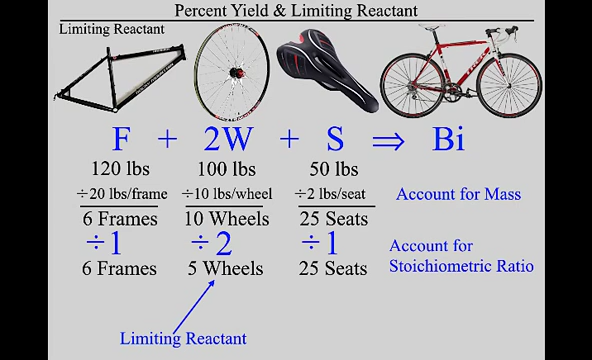 Percent Yield & Limiting Reactant
Limiting Reactant
F + 2W + S ⇒ Bi
120 lbs 100 lbs 50 lbs
÷20 lbs/frame ÷10 lbs/wheel ÷2 lbs/seat Account for Mass
6 Frames 10 Wheels 25 Seats
÷1 ÷2 ÷1 Account for
6 Frames 5 Wheels 25 Seats Stoichiometric Ratio
Limiting Reactant